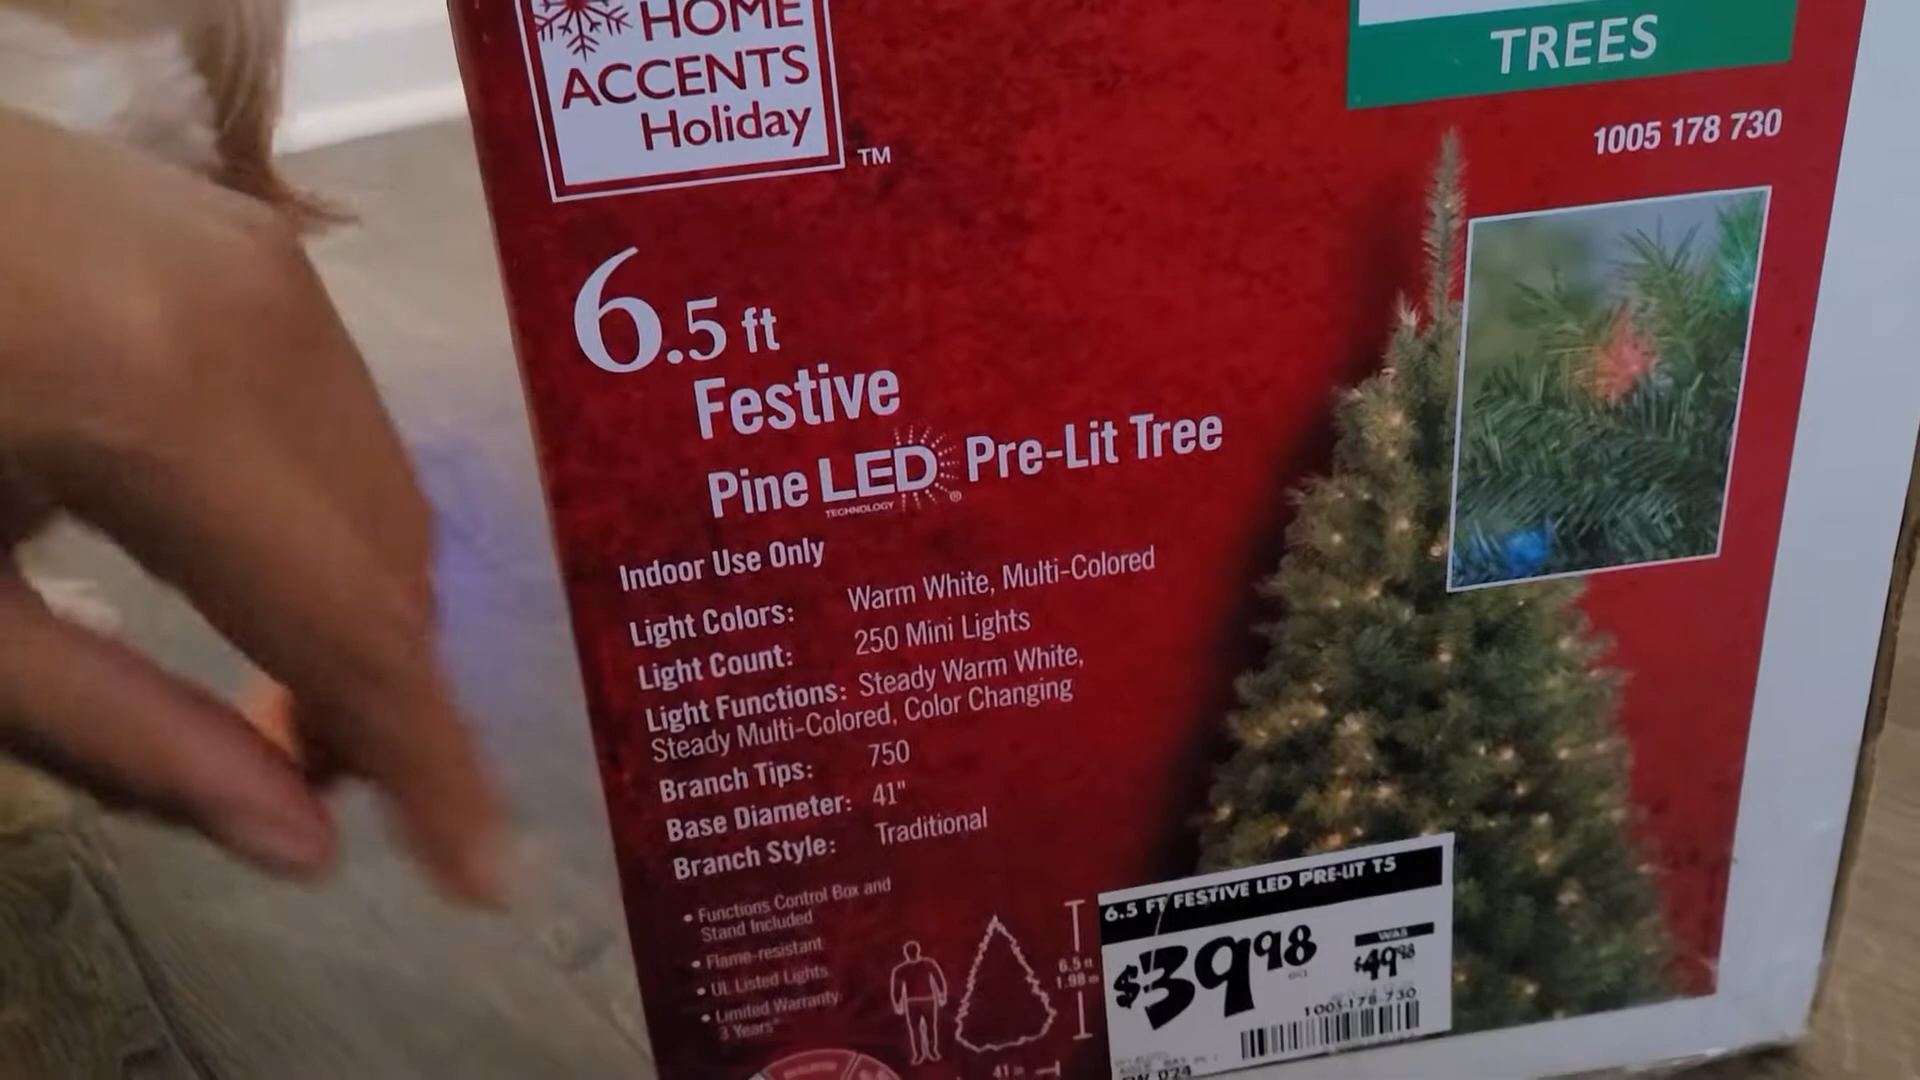 HOME
ACCENTS
Holiday
TM
TREES
1005 178 730
6.5 ft
Festive
Pine LED Pre-Lit Tree
TECHNOLOGY ®
Indoor Use Only
Light Colors: Warm White, Multi-Colored
Light Count: 250 Mini Lights
Light Functions: Steady Warm White,
Steady Multi-Colored, Color Changing
Branch Tips: 750
Base Diameter: 41"
Branch Style: Traditional
• Functions Control Box and
Stand Included
• Flame-resistant
• UL Listed Lights
• Limited Warranty
3 Years*
6.5 ft
1.98 m
41 in
6.5 FT FESTIVE LED PRE-LIT TS
$39 98
ea
WAS
$49 98
1005-178-730